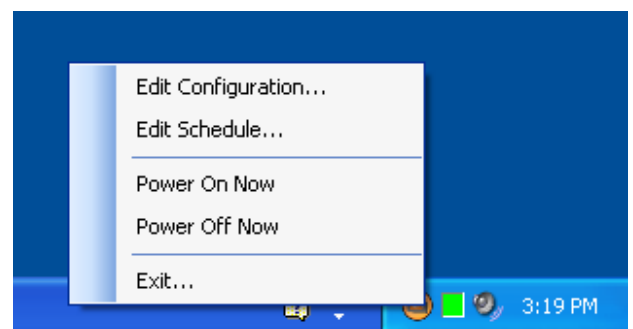 Edit Configuration...
Edit Schedule...
Power On Now
Power Off Now
Exit...
3:19 PM